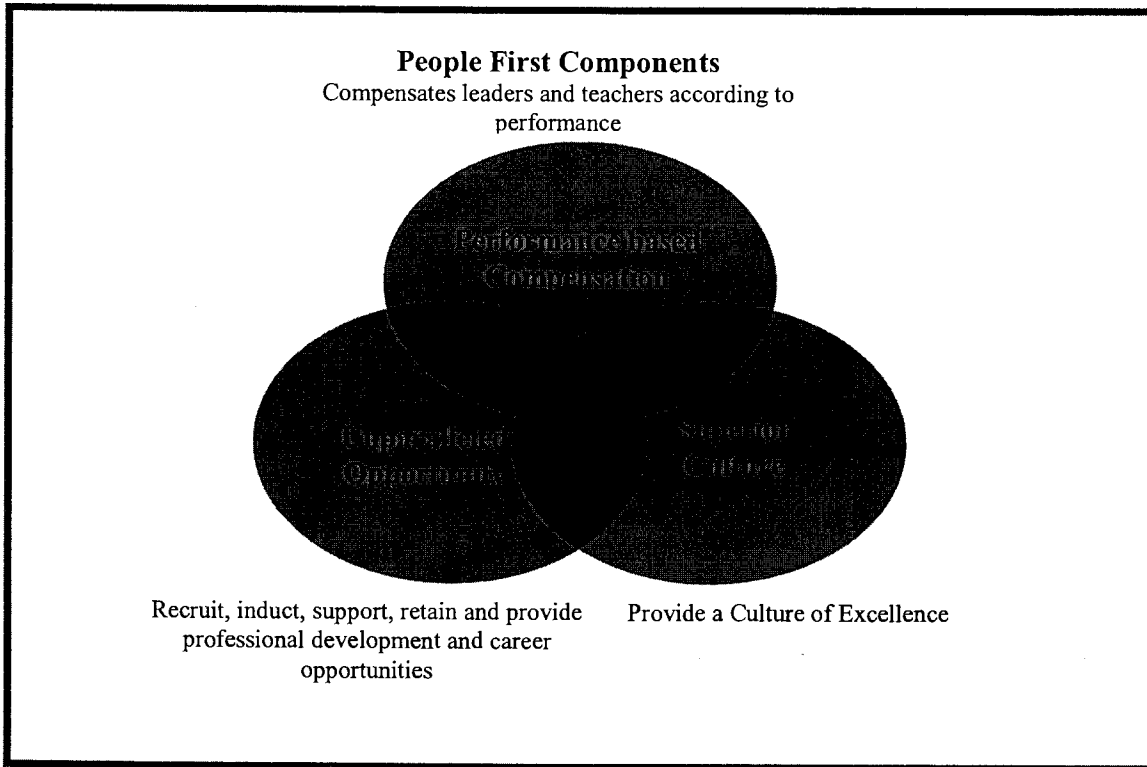 People First Components
Compensates leaders and teachers according to
performance
Performance based
Compensation
Opportunity
Superior
Culture
Recruit, induct, support, retain and provide
professional development and career
opportunities
Provide a Culture of Excellence